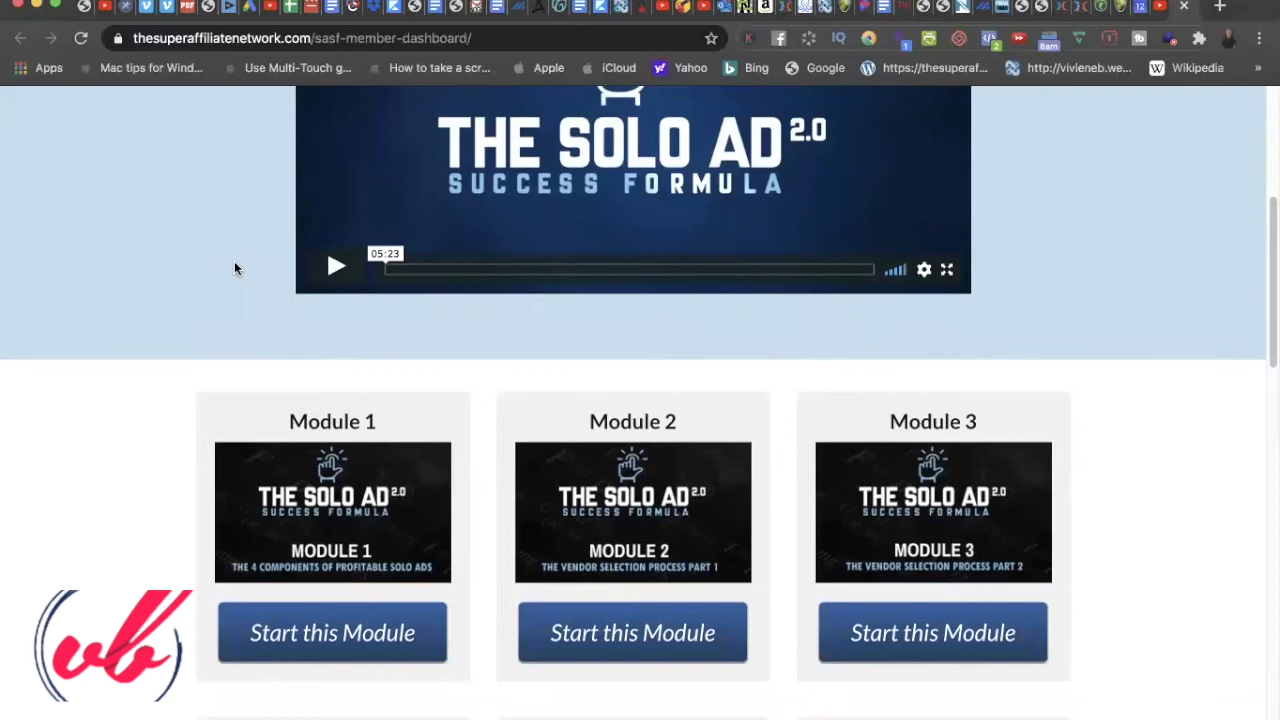 thesuperaffiliatenetwork.com/sasf-member-dashboard/
Apps Mac tips for Wind... Use Multi-Touch g... How to take a scr... Apple iCloud Yahoo Bing Google https://thesuperaf... http://vivieneb.we... Wikipedia »
THE SOLO AD 2.0
SUCCESS FORMULA
05:23
Module 1 Module 2 Module 3
THE SOLO AD 2.0 THE SOLO AD 2.0 THE SOLO AD 2.0
SUCCESS FORMULA SUCCESS FORMULA SUCCESS FORMULA
MODULE 1 MODULE 2 MODULE 3
THE 4 COMPONENTS OF PROFITABLE SOLO ADS THE VENDOR SELECTION PROCESS PART 1 THE VENDOR SELECTION PROCESS PART 2
Start this Module Start this Module Start this Module
vb